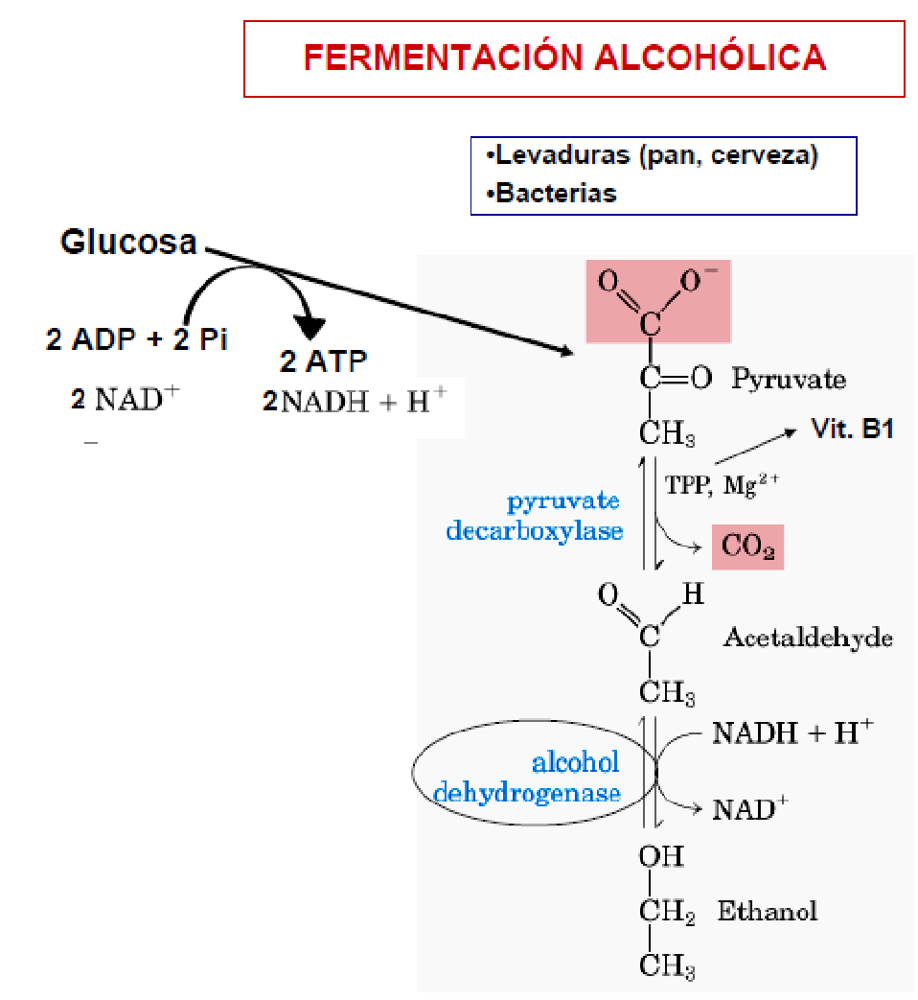 FERMENTACIÓN ALCOHÓLICA
•Levaduras (pan, cerveza)
•Bacterias
Glucosa
2 ADP + 2 Pi
2 ATP
2 NAD⁺
2NADH + H⁺
O O⁻
C
C=O Pyruvate
CH₃
Vit. B1
TPP, Mg²⁺
pyruvate
decarboxylase
CO₂
O H
C
Acetaldehyde
CH₃
NADH + H⁺
alcohol
dehydrogenase
NAD⁺
OH
CH₂ Ethanol
CH₃